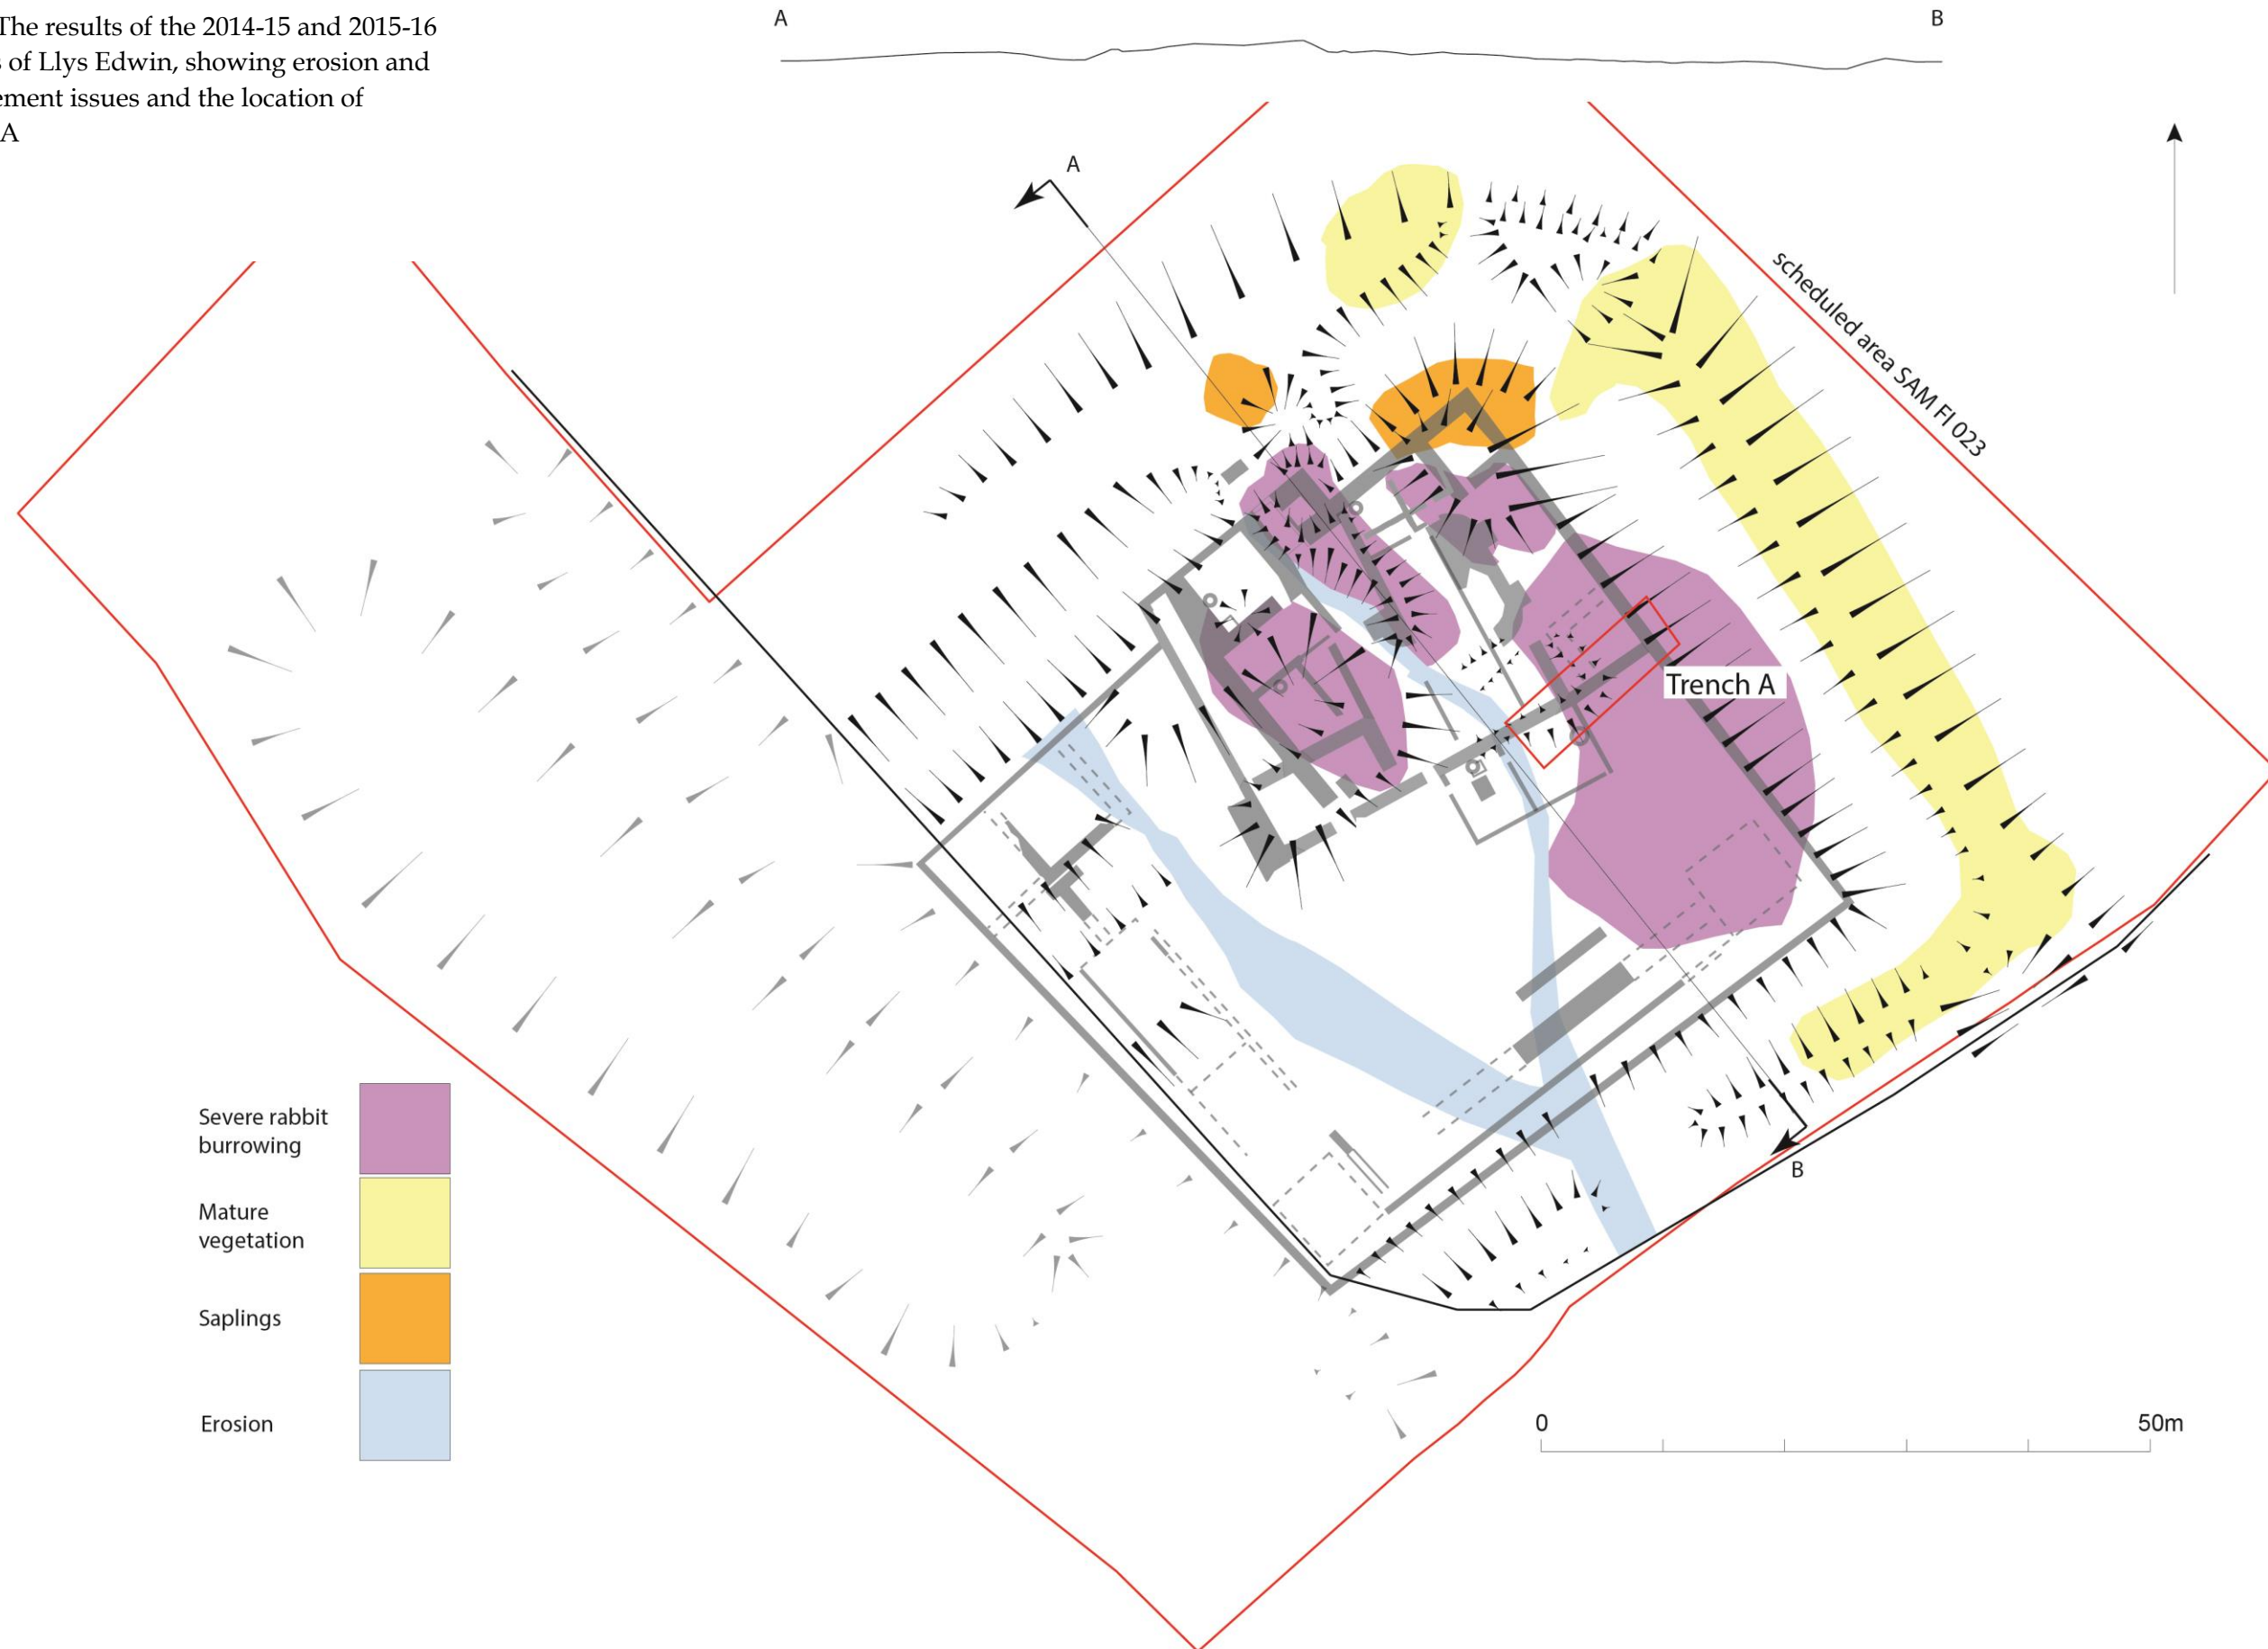 The results of the 2014-15 and 2015-16
of Llys Edwin, showing erosion and
issues and the location of
A
A
B
A
scheduled area SAM Fl 023
Trench A
B
Severe rabbit
burrowing
Mature
vegetation
Saplings
Erosion
0
50m